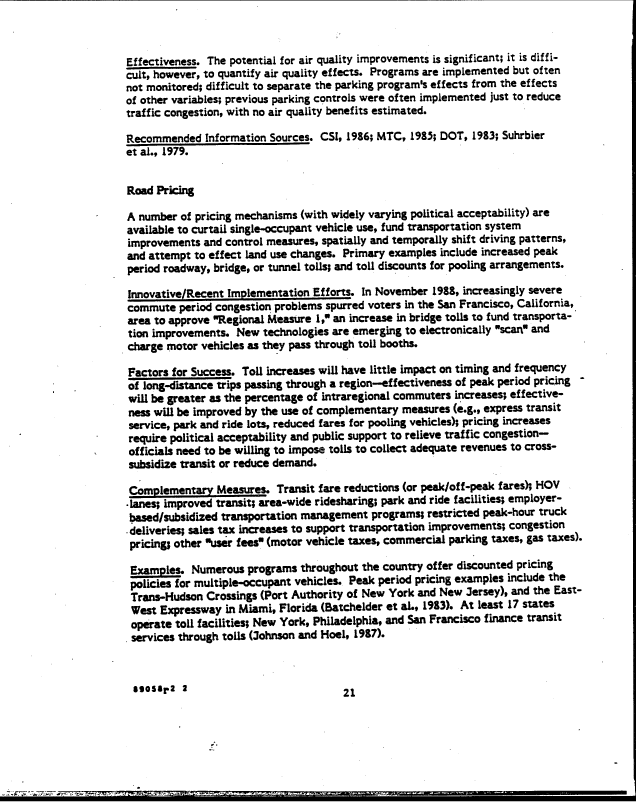 Effectiveness. The potential for air quality improvements is significant; it is diffi-
cult, however, to quantify air quality effects. Programs are implemented but often
not monitored; difficult to separate the parking program's effects from the effects
of other variables; previous parking controls were often implemented just to reduce
traffic congestion, with no air quality benefits estimated.
Recommended Information Sources. CSI, 1986; MTC, 1985; DOT, 1983; Suhrbier
et al., 1979.
Road Pricing
A number of pricing mechanisms (with widely varying political acceptability) are
available to curtail single-occupant vehicle use, fund transportation system
improvements and control measures, spatially and temporally shift driving patterns,
and attempt to effect land use changes. Primary examples include increased peak
period roadway, bridge, or tunnel tolls; and toll discounts for pooling arrangements.
Innovative/Recent Implementation Efforts. In November 1988, increasingly severe
commute period congestion problems spurred voters in the San Francisco, California,
area to approve "Regional Measure 1," an increase in bridge tolls to fund transporta-
tion improvements. New technologies are emerging to electronically "scan" and
charge motor vehicles as they pass through toll booths.
Factors for Success. Toll increases will have little impact on timing and frequency
of long-distance trips passing through a region—effectiveness of peak period pricing
will be greater as the percentage of intraregional commuters increases; effective-
ness will be improved by the use of complementary measures (e.g., express transit
service, park and ride lots, reduced fares for pooling vehicles); pricing increases
require political acceptability and public support to relieve traffic congestion—
officials need to be willing to impose tolls to collect adequate revenues to cross-
subsidize transit or reduce demand.
Complementary Measures. Transit fare reductions (or peak/off-peak fares); HOV
lanes; improved transit; area-wide ridesharing; park and ride facilities; employer-
based/subsidized transportation management programs; restricted peak-hour truck
deliveries; sales tax increases to support transportation improvements; congestion
pricing; other "user fees" (motor vehicle taxes, commercial parking taxes, gas taxes).
Examples. Numerous programs throughout the country offer discounted pricing
policies for multiple-occupant vehicles. Peak period pricing examples include the
Trans-Hudson Crossings (Port Authority of New York and New Jersey), and the East-
West Expressway in Miami, Florida (Batchelder et al., 1983). At least 17 states
operate toll facilities; New York, Philadelphia, and San Francisco finance transit
services through tolls (Johnson and Hoel, 1987).
89058r2 2
21